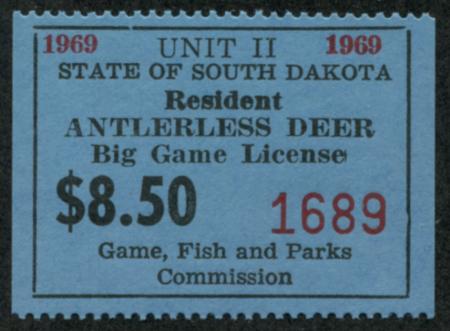 1969 UNIT II 1969
STATE OF SOUTH DAKOTA
Resident
ANTLERLESS DEER
Big Game License
$8.50 1689
Game, Fish and Parks
Commission